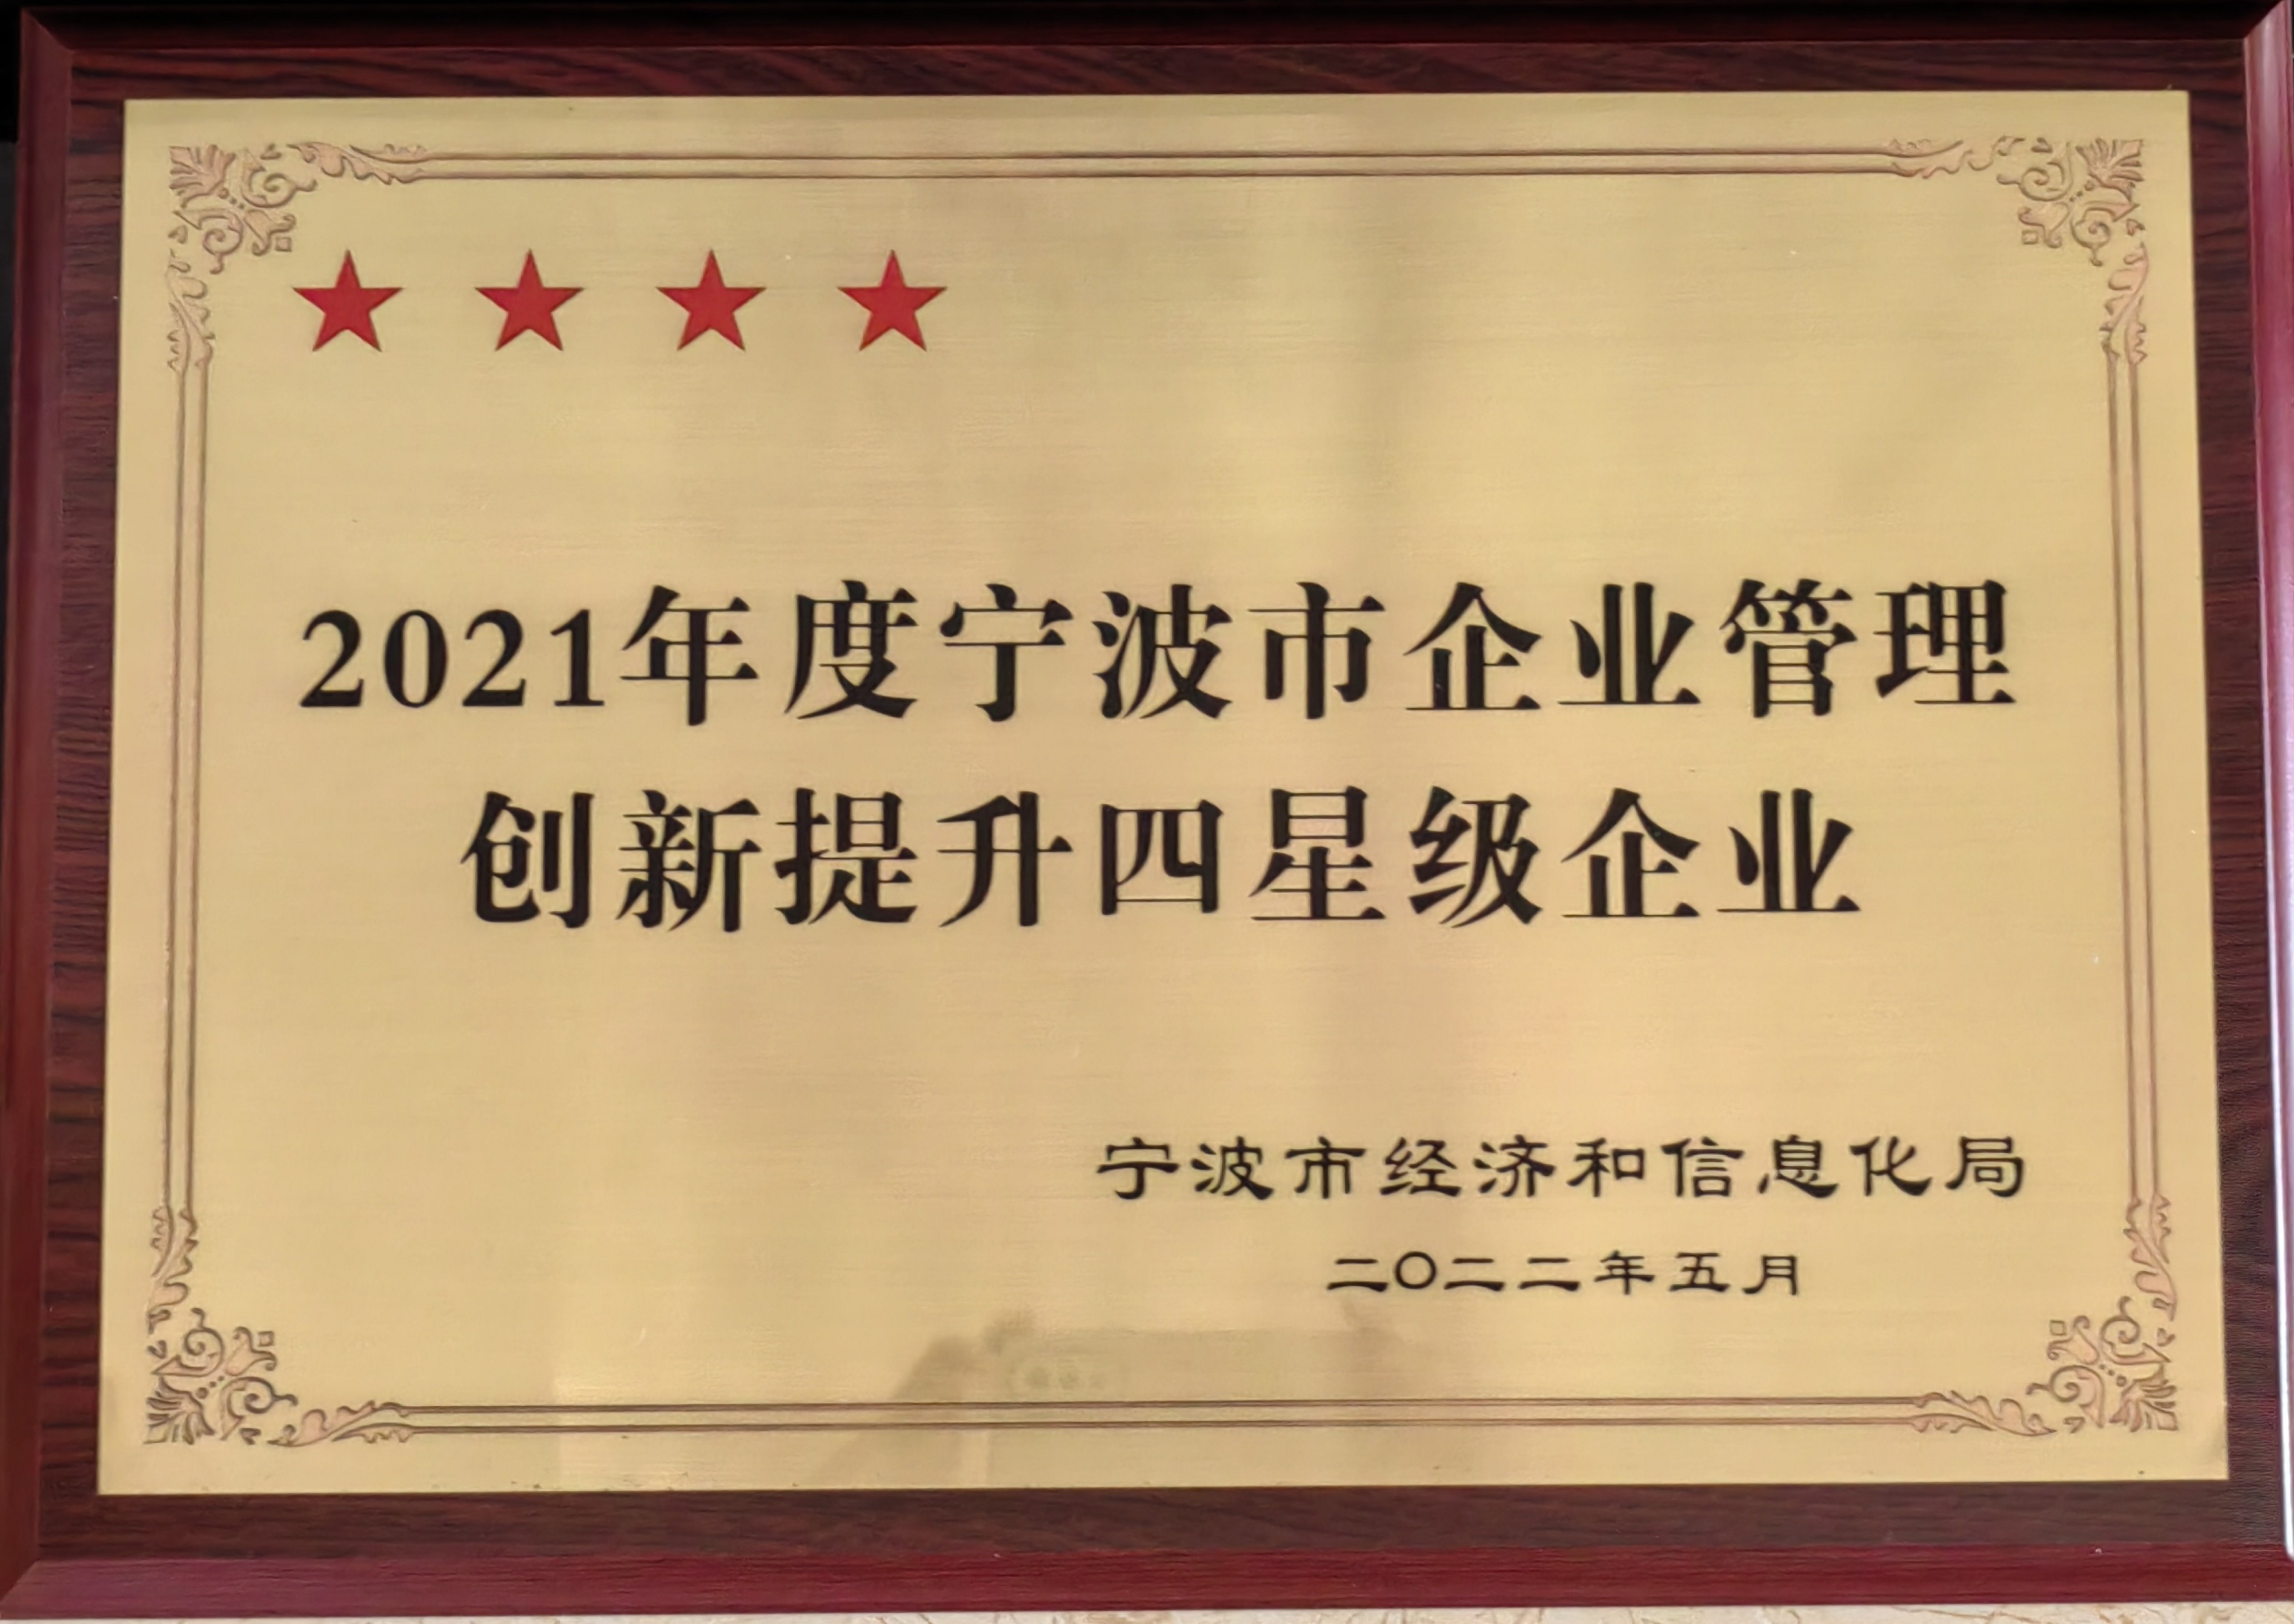 2021年度宁波市企业管理
创新提升四星级企业
宁波市经济和信息化局
二〇二二年五月